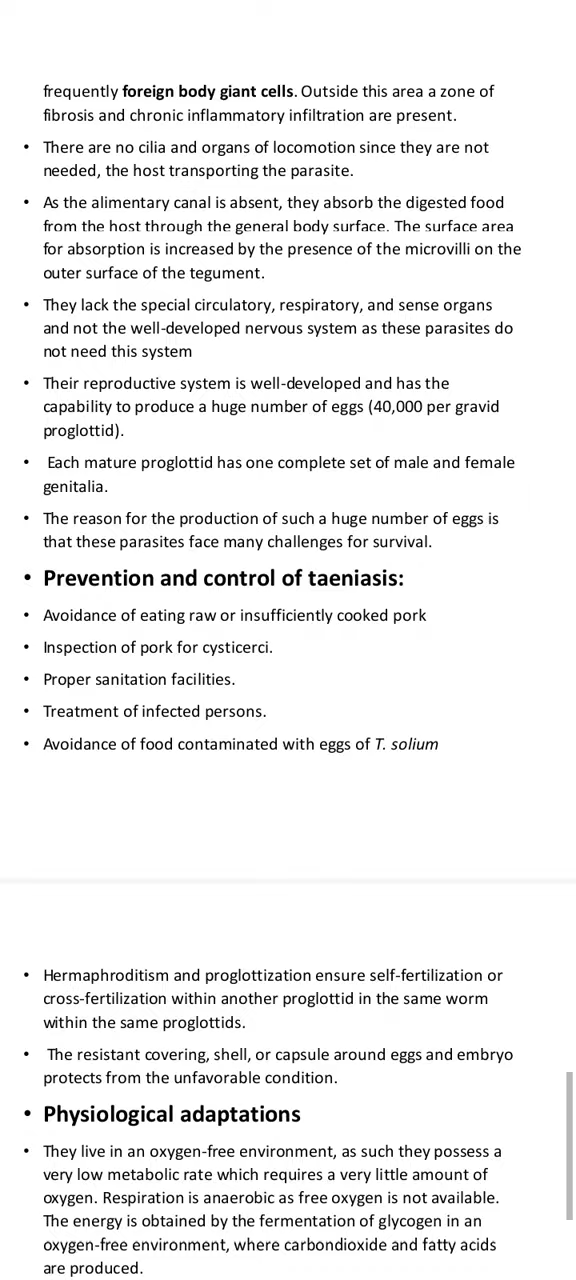 frequently foreign body giant cells. Outside this area a zone of
fibrosis and chronic inflammatory infiltration are present.
• There are no cilia and organs of locomotion since they are not
needed, the host transporting the parasite.
• As the alimentary canal is absent, they absorb the digested food
from the host through the general body surface. The surface area
for absorption is increased by the presence of the microvilli on the
outer surface of the tegument.
• They lack the special circulatory, respiratory, and sense organs
and not the well-developed nervous system as these parasites do
not need this system
• Their reproductive system is well-developed and has the
capability to produce a huge number of eggs (40,000 per gravid
proglottid).
• Each mature proglottid has one complete set of male and female
genitalia.
• The reason for the production of such a huge number of eggs is
that these parasites face many challenges for survival.
• Prevention and control of taeniasis:
• Avoidance of eating raw or insufficiently cooked pork
• Inspection of pork for cysticerci.
• Proper sanitation facilities.
• Treatment of infected persons.
• Avoidance of food contaminated with eggs of T. solium
• Hermaphroditism and proglottization ensure self-fertilization or
cross-fertilization within another proglottid in the same worm
within the same proglottids.
• The resistant covering, shell, or capsule around eggs and embryo
protects from the unfavorable condition.
• Physiological adaptations
• They live in an oxygen-free environment, as such they possess a
very low metabolic rate which requires a very little amount of
oxygen. Respiration is anaerobic as free oxygen is not available.
The energy is obtained by the fermentation of glycogen in an
oxygen-free environment, where carbondioxide and fatty acids
are produced.